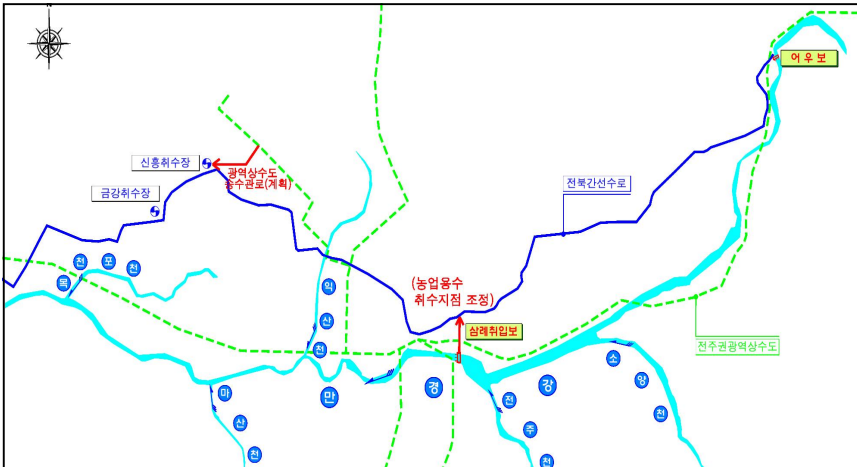 어 우 보
신흥취수장
광역상수도
송수관로(계획)
금강취수장
전북간선수로
(농업용수
취수지점 조정)
목천포천
익산천
삼례취입보
전주권광역상수도
마산천
만경강
전주천
소양천